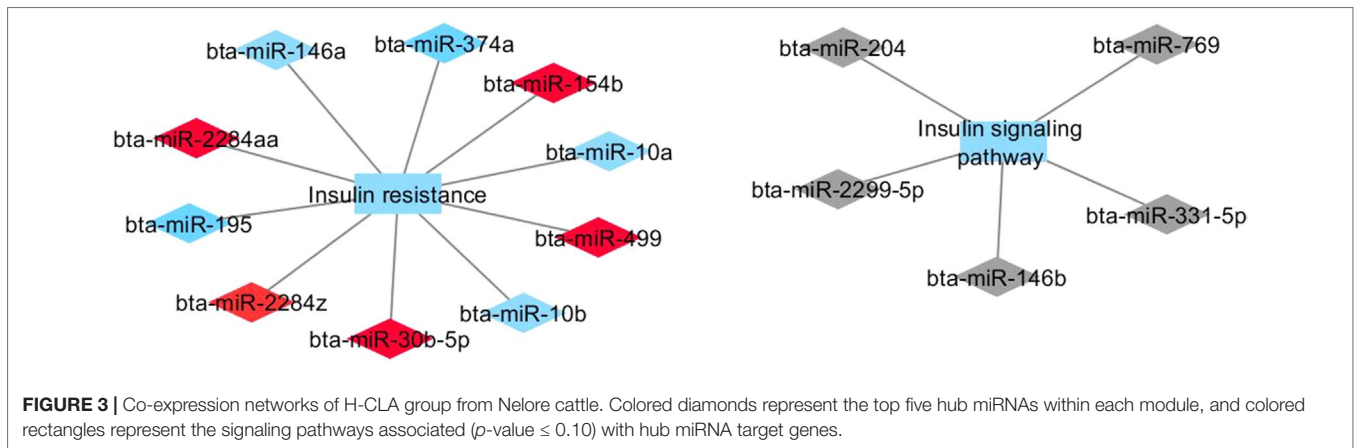 bta-miR-146a
bta-miR-374a
bta-miR-154b
bta-miR-2284aa
bta-miR-10a
Insulin resistance
bta-miR-195
bta-miR-499
bta-miR-2284z
bta-miR-10b
bta-miR-30b-5p
bta-miR-204
bta-miR-769
Insulin signaling
pathway
bta-miR-2299-5p
bta-miR-331-5p
bta-miR-146b
FIGURE 3 | Co-expression networks of H-CLA group from Nelore cattle. Colored diamonds represent the top five hub miRNAs within each module, and colored
rectangles represent the signaling pathways associated (p-value ≤ 0.10) with hub miRNA target genes.